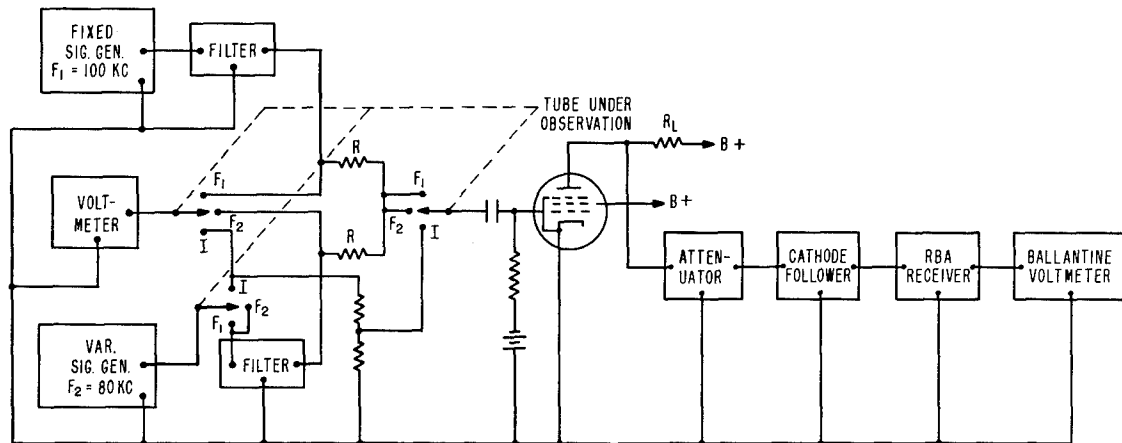 FIXED
SIG. GEN.
F1 = 100 KC
FILTER
TUBE UNDER
OBSERVATION
RL
B+
R
F1
F1
VOLT-
METER
F2
F2
B+
I
I
R
ATTEN-
UATOR
CATHODE
FOLLOWER
RBA
RECEIVER
BALLANTINE
VOLTMETER
I
F2
F1
VAR.
SIG. GEN.
F2 = 80 KC
FILTER